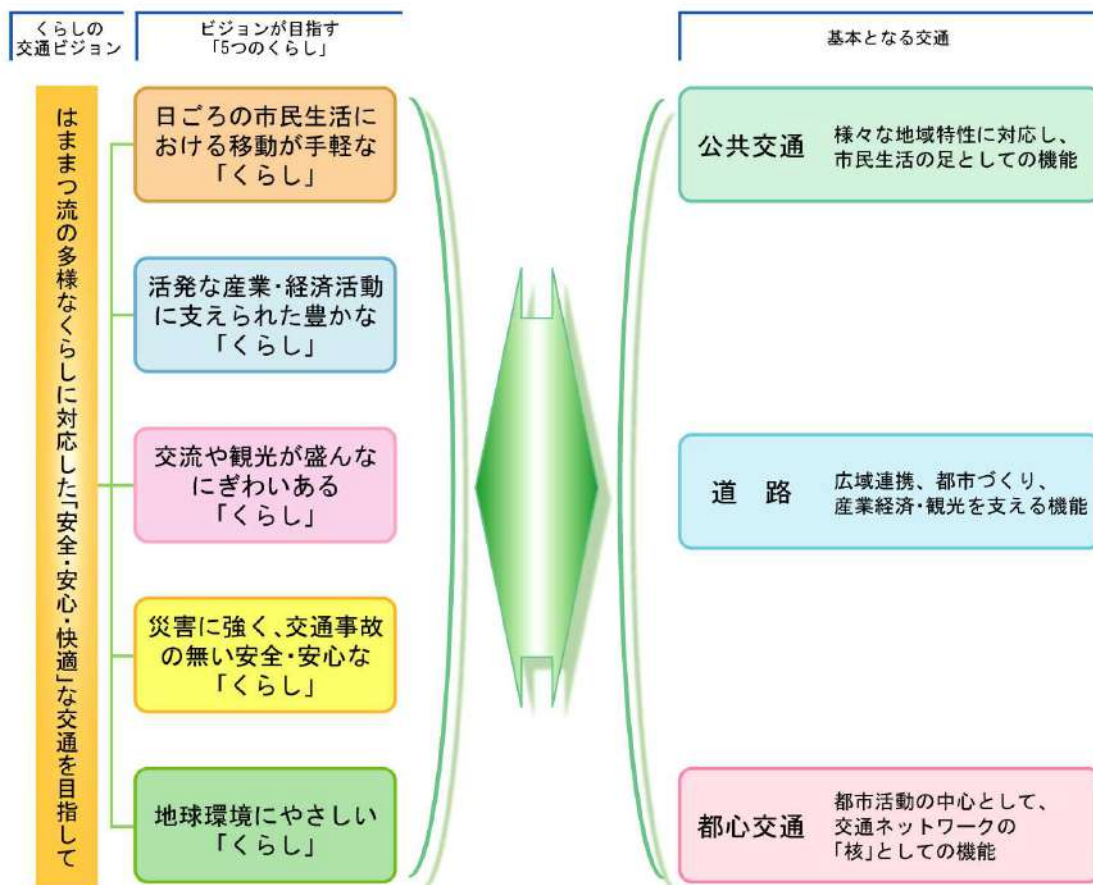 くらしの
交通ビジョン
ビジョンが目指す
「5つのくらし」
基本となる交通
はままつ流の多様なくらしに対応した「安全・安心・快適」な交通を目指して
日ごろの市民生活に
おける移動が手軽な
「くらし」
活発な産業・経済活動
に支えられた豊かな
「くらし」
交流や観光が盛んな
にぎわいある
「くらし」
災害に強く、交通事故
の無い安全・安心な
「くらし」
地球環境にやさしい
「くらし」
公共交通
様々な地域特性に対応し、
市民生活の足としての機能
道　路
広域連携、都市づくり、
産業経済・観光を支える機能
都心交通
都市活動の中心として、
交通ネットワークの
「核」としての機能